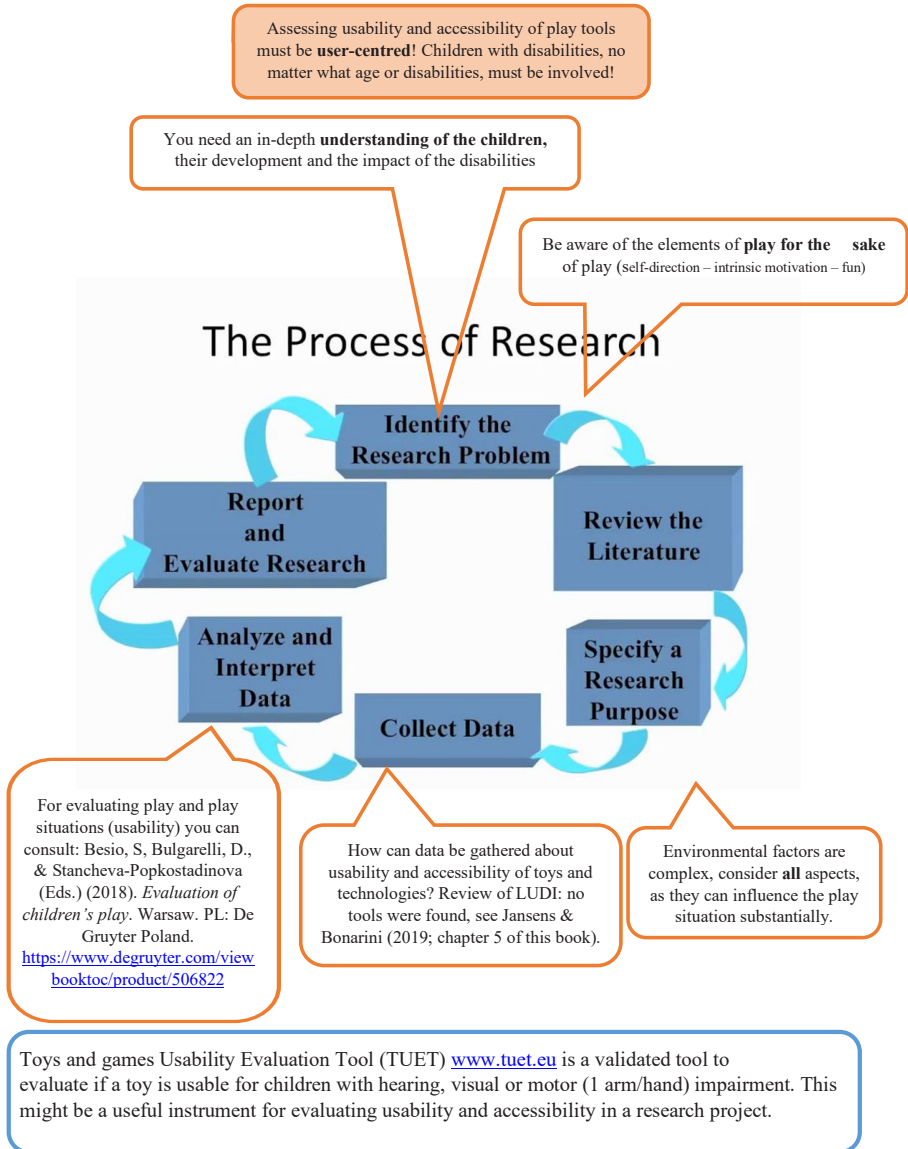 Assessing usability and accessibility of play tools
must be user-centred! Children with disabilities, no
matter what age or disabilities, must be involved!
You need an in-depth understanding of the children,
their development and the impact of the disabilities
Be aware of the elements of play for the sake
of play (self-direction – intrinsic motivation – fun)
The Process of Research
Identify the
Research Problem
Review the
Literature
Specify a
Research
Purpose
Collect Data
Analyze and
Interpret
Data
Report
and
Evaluate Research
For evaluating play and play
situations (usability) you can
consult: Besio, S, Bulgarelli, D.,
& Stancheva-Popkostadinova
(Eds.) (2018). Evaluation of
children's play. Warsaw. PL: De
Gruyter Poland.
https://www.degruyter.com/view
booktoc/product/506822
How can data be gathered about
usability and accessibility of toys and
technologies? Review of LUDI: no
tools were found, see Jansens &
Bonarini (2019; chapter 5 of this book).
Environmental factors are
complex, consider all aspects,
as they can influence the play
situation substantially.
Toys and games Usability Evaluation Tool (TUET) www.tuet.eu is a validated tool to
evaluate if a toy is usable for children with hearing, visual or motor (1 arm/hand) impairment. This
might be a useful instrument for evaluating usability and accessibility in a research project.